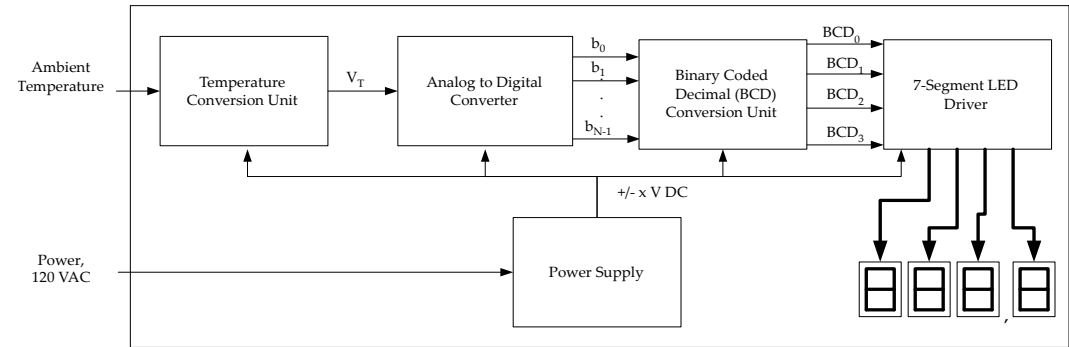 Ambient
Temperature
Temperature
Conversion Unit
V_T
Analog to Digital
Converter
b_0
b_1
.
.
.
b_{N-1}
Binary Coded
Decimal (BCD)
Conversion Unit
BCD_0
BCD_1
BCD_2
BCD_3
7-Segment LED
Driver
+/- x V DC
Power,
120 VAC
Power Supply
,